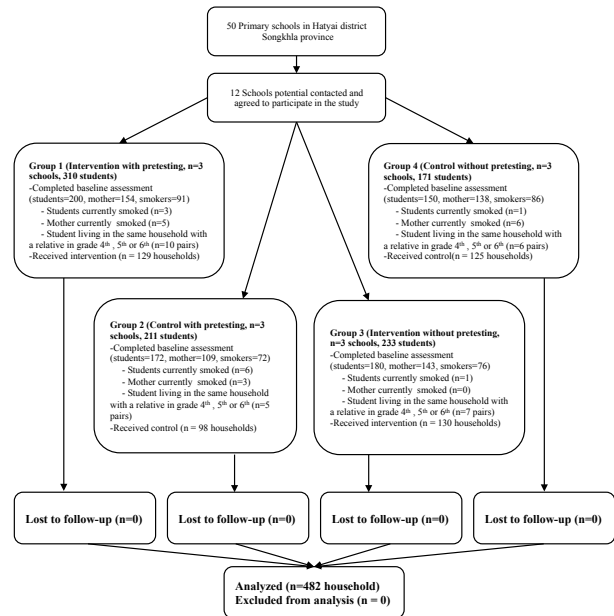 50 Primary schools in Hatyai district
Songkhla province
12 Schools potential contacted and
agreed to participate in the study
Group 1 (Intervention with pretesting, n=3
schools, 310 students)
-Completed baseline assessment
(students=200, mother=154, smokers=91)
- Students currently smoked (n=3)
- Mother currently smoked (n=5)
- Student living in the same household with
a relative in grade 4th , 5th or 6th (n=10 pairs)
-Received intervention (n = 129 households)
Group 4 (Control without pretesting, n=3
schools, 171 students)
-Completed baseline assessment
(students=150, mother=138, smokers=86)
- Students currently smoked (n=1)
- Mother currently smoked (n=6)
- Student living in the same household with
a relative in grade 4th , 5th or 6th (n=6 pairs)
-Received control(n = 125 households)
Group 2 (Control with pretesting, n=3
schools, 211 students)
-Completed baseline assessment
(students=172, mother=109, smokers=72)
- Students currently smoked (n=6)
- Mother currently smoked (n=3)
- Student living in the same household
with a relative in grade 4th , 5th or 6th (n=5
pairs)
-Received control (n = 98 households)
Group 3 (Intervention without pretesting,
n=3 schools, 233 students)
-Completed baseline assessment
(students=180, mother=143, smokers=76)
- Students currently smoked (n=1)
- Mother currently smoked (n=0)
- Student living in the same household with
a relative in grade 4th , 5th or 6th (n=7 pairs)
-Received intervention (n = 130 households)
Lost to follow-up (n=0)
Lost to follow-up (n=0)
Lost to follow-up (n=0)
Lost to follow-up (n=0)
Analyzed (n=482 household)
Excluded from analysis (n = 0)